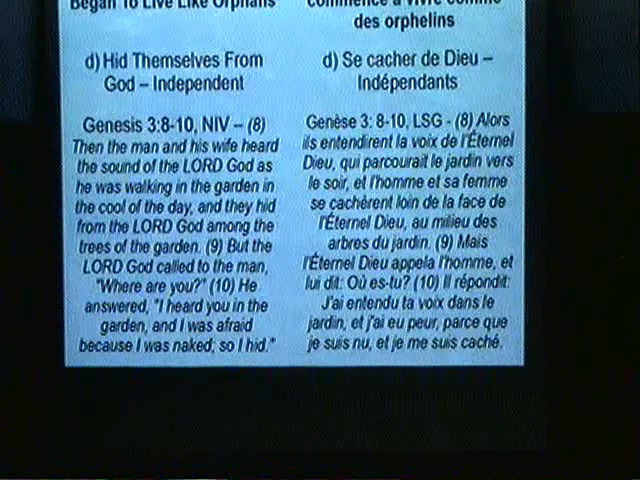 Began To Live Like Orphans
d) Hid Themselves From
God – Independent
Genesis 3:8-10, NIV – (8)
Then the man and his wife heard
the sound of the LORD God as
he was walking in the garden in
the cool of the day, and they hid
from the LORD God among the
trees of the garden. (9) But the
LORD God called to the man,
"Where are you?" (10) He
answered, "I heard you in the
garden, and I was afraid
because I was naked; so I hid."
commencé à vivre comme
des orphelins
d) Se cacher de Dieu –
Indépendants
Genèse 3: 8-10, LSG - (8) Alors
ils entendirent la voix de l'Éternel
Dieu, qui parcourait le jardin vers
le soir, et l'homme et sa femme
se cachèrent loin de la face de
l'Éternel Dieu, au milieu des
arbres du jardin. (9) Mais
l'Éternel Dieu appela l'homme, et
lui dit: Où es-tu? (10) Il répondit:
J'ai entendu ta voix dans le
jardin, et j'ai eu peur, parce que
je suis nu, et je me suis caché.